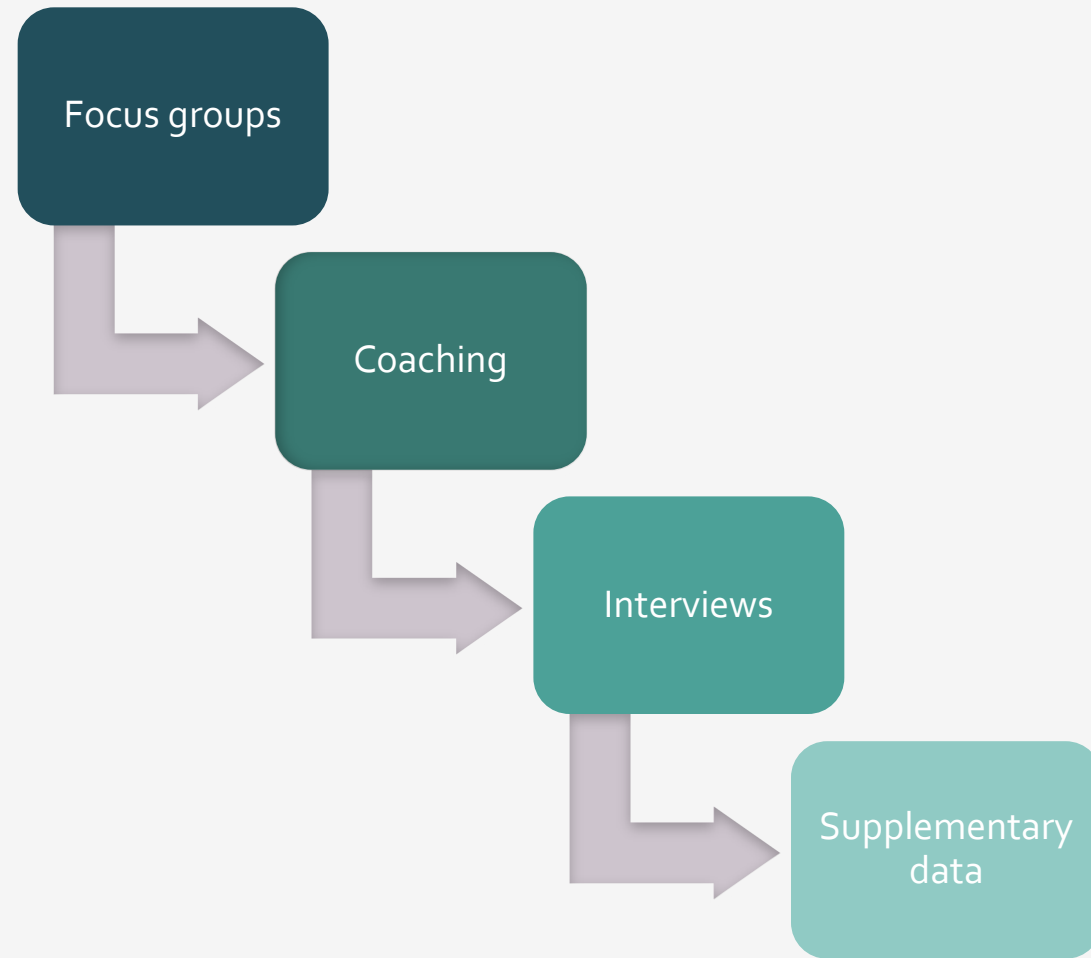 Focus groups
Coaching
Interviews
Supplementary
data